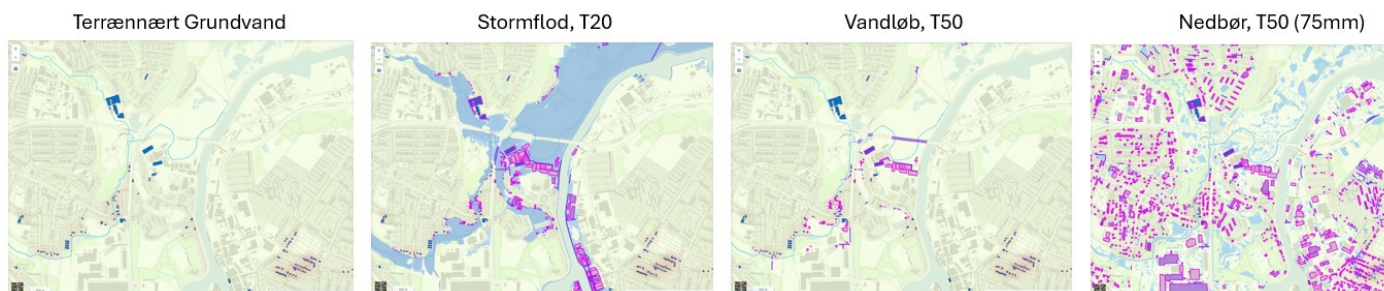 Terrænnært Grundvand
Stormflod, T20
Vandløb, T50
Nedbør, T50 (75mm)